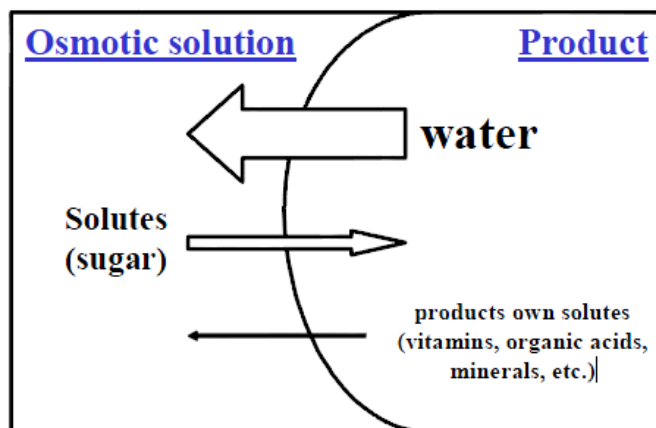 Osmotic solution
Product
water
Solutes
(sugar)
products own solutes
(vitamins, organic acids,
minerals, etc.)